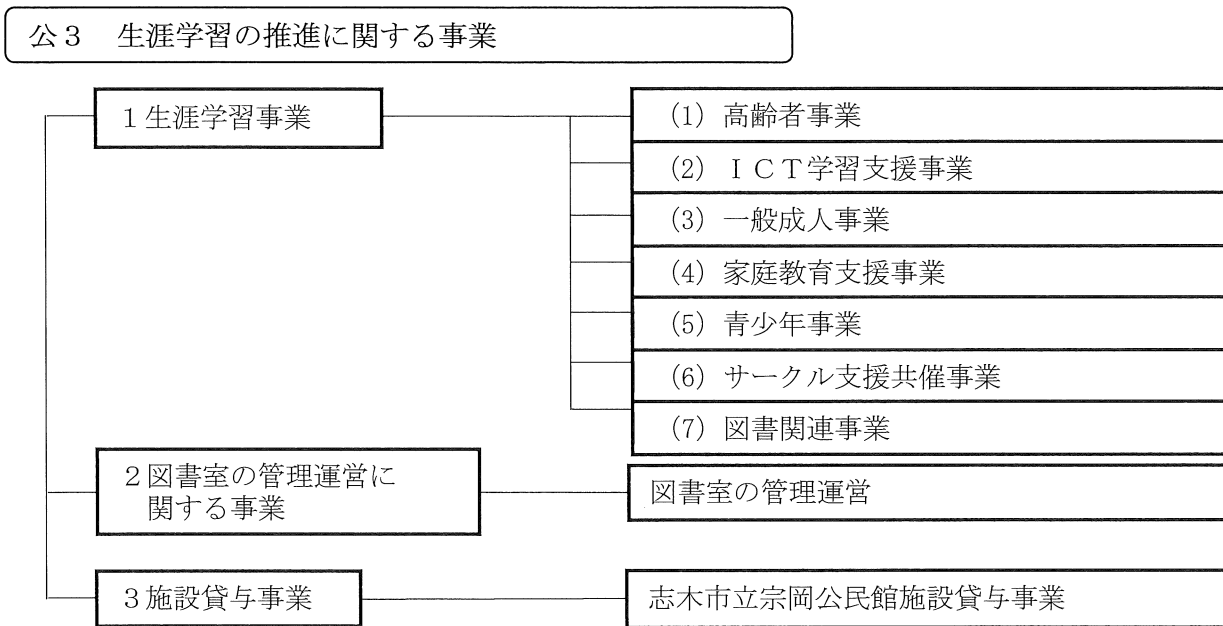 公３　生涯学習の推進に関する事業
１生涯学習事業
(1) 高齢者事業
(2) ＩＣＴ学習支援事業
(3) 一般成人事業
(4) 家庭教育支援事業
(5) 青少年事業
(6) サークル支援共催事業
(7) 図書関連事業
２図書室の管理運営に
関する事業
図書室の管理運営
３施設貸与事業
志木市立宗岡公民館施設貸与事業